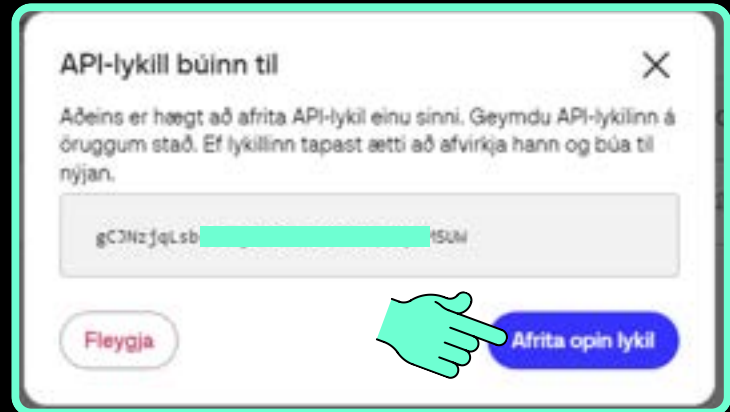 API-lykill búinn til
Aðeins er hægt að afrita API-lykil einu sinni. Geymdu API-lykilinn á
öruggum stað. Ef lykillinn tapast ætti að afvirkja hann og búa til
nýjan.
gCJNzjqLsb
Fleygja
Afrita opin lykil